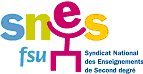 snes
fsu
Syndicat National
des Enseignements
de Second degré